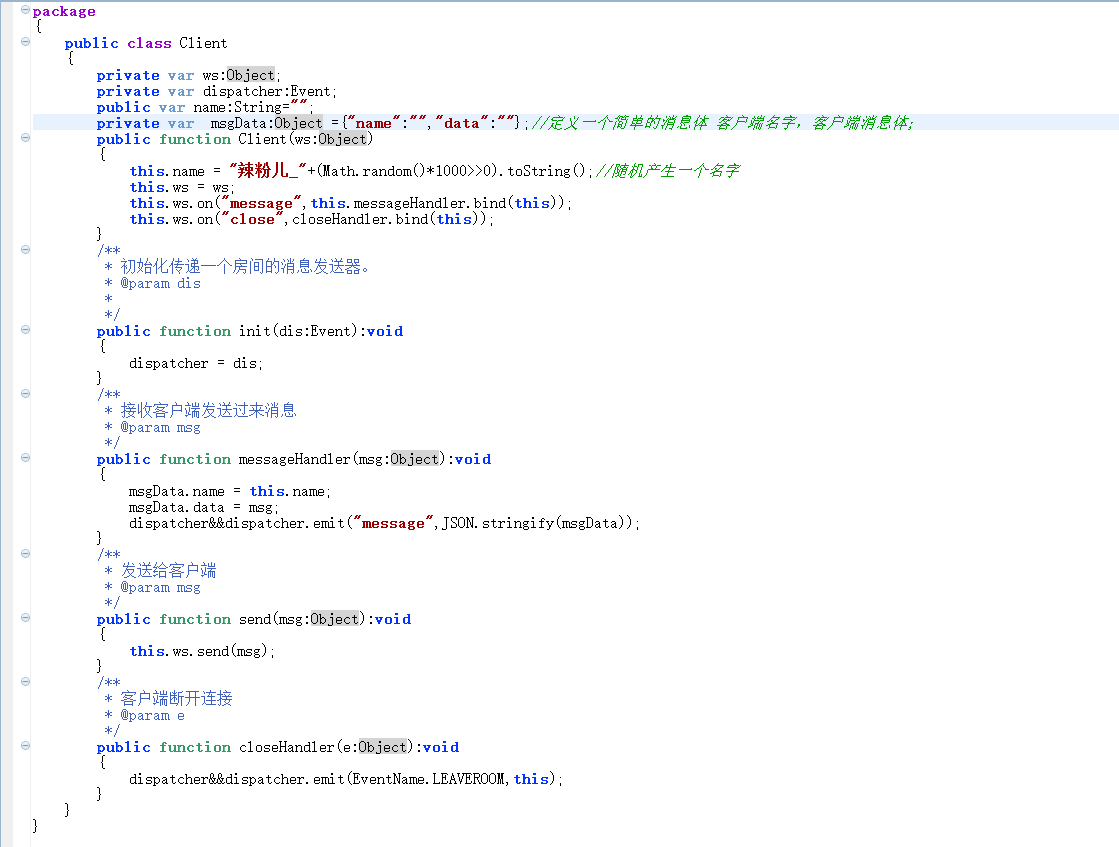 package
{
    public class Client
    {
        private var ws:Object;
        private var dispatcher:Event;
        public var name:String="";
        private var  msgData:Object ={"name":"","data":""};//定义一个简单的消息体 客户端名字，客户端消息体;
        public function Client(ws:Object)
        {
            this.name = "辣粉儿_"+(Math.random()*1000>>0).toString();//随机产生一个名字
            this.ws = ws;
            this.ws.on("message",this.messageHandler.bind(this));
            this.ws.on("close",closeHandler.bind(this));
        }
        /**
         * 初始化传递一个房间的消息发送器。
         * @param dis
         *
         */
        public function init(dis:Event):void
        {
            dispatcher = dis;
        }
        /**
         * 接收客户端发送过来消息
         * @param msg
         */
        public function messageHandler(msg:Object):void
        {
            msgData.name = this.name;
            msgData.data = msg;
            dispatcher&&dispatcher.emit("message",JSON.stringify(msgData));
        }
        /**
         * 发送给客户端
         * @param msg
         */
        public function send(msg:Object):void
        {
            this.ws.send(msg);
        }
        /**
         * 客户端断开连接
         * @param e
         */
        public function closeHandler(e:Object):void
        {
            dispatcher&&dispatcher.emit(EventName.LEAVEROOM,this);
        }
    }
}